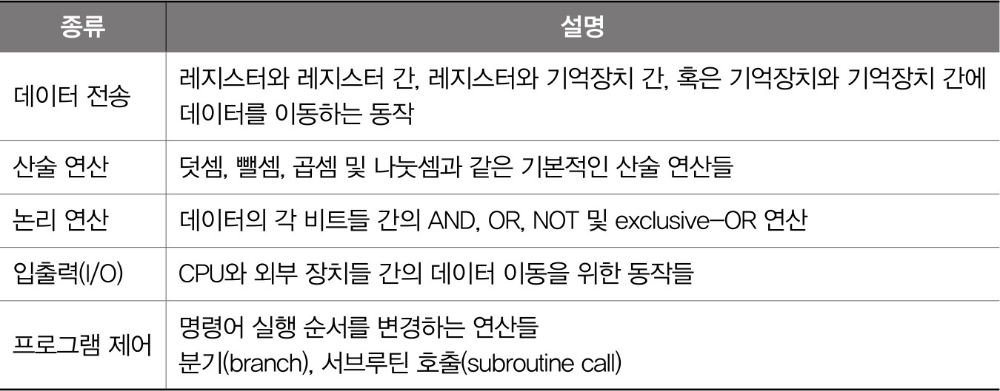 종류
설명
데이터 전송
레지스터와 레지스터 간, 레지스터와 기억장치 간, 혹은 기억장치와 기억장치 간에
데이터를 이동하는 동작
산술 연산
덧셈, 뺄셈, 곱셈 및 나눗셈과 같은 기본적인 산술 연산들
논리 연산
데이터의 각 비트들 간의 AND, OR, NOT 및 exclusive-OR 연산
입출력(I/O)
CPU와 외부 장치들 간의 데이터 이동을 위한 동작들
프로그램 제어
명령어 실행 순서를 변경하는 연산들
분기(branch), 서브루틴 호출(subroutine call)